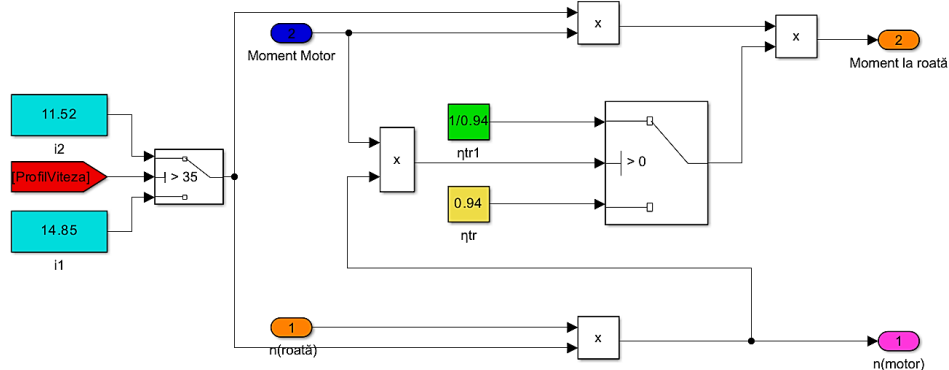 2
Moment Motor
x
x
2
Moment la roată
11.52
i2
[ProfilViteza]
> 35
14.85
i1
x
1/0.94
ηtr1
> 0
0.94
ηtr
1
n(roată)
x
1
n(motor)